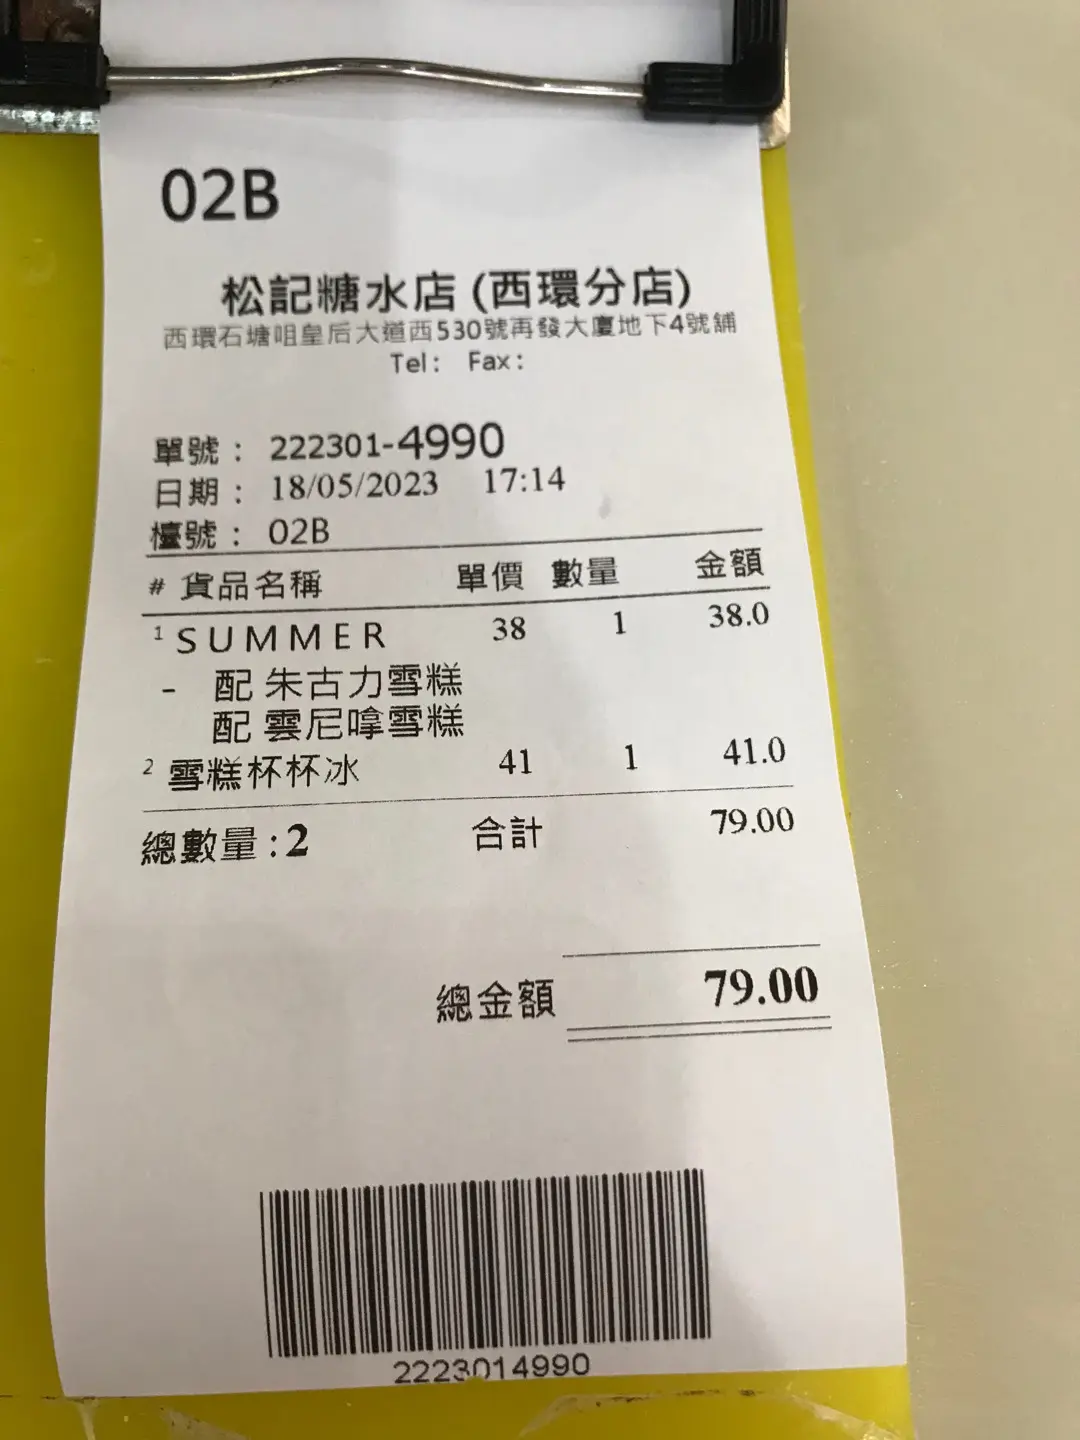 02B
松記糖水店 (西環分店)
西環石塘咀皇后大道西530號再發大廈地下4號舖
Tel: Fax:
單號： 222301-4990
日期： 18/05/2023 17:14
檯號： 02B
# 貨品名稱 單價 數量 金額
1 SUMMER 38 1 38.0
- 配 朱古力雪糕
配 雲尼嗱雪糕
2 雪糕杯杯冰 41 1 41.0
總數量:2 合計 79.00
總金額 79.00
2223014990